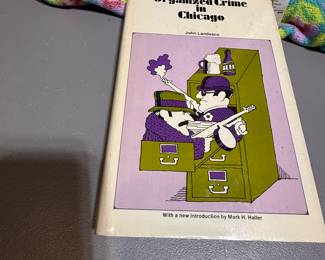 Organized Crime
in
Chicago
John Landesco
With a new introduction by Mark H. Haller